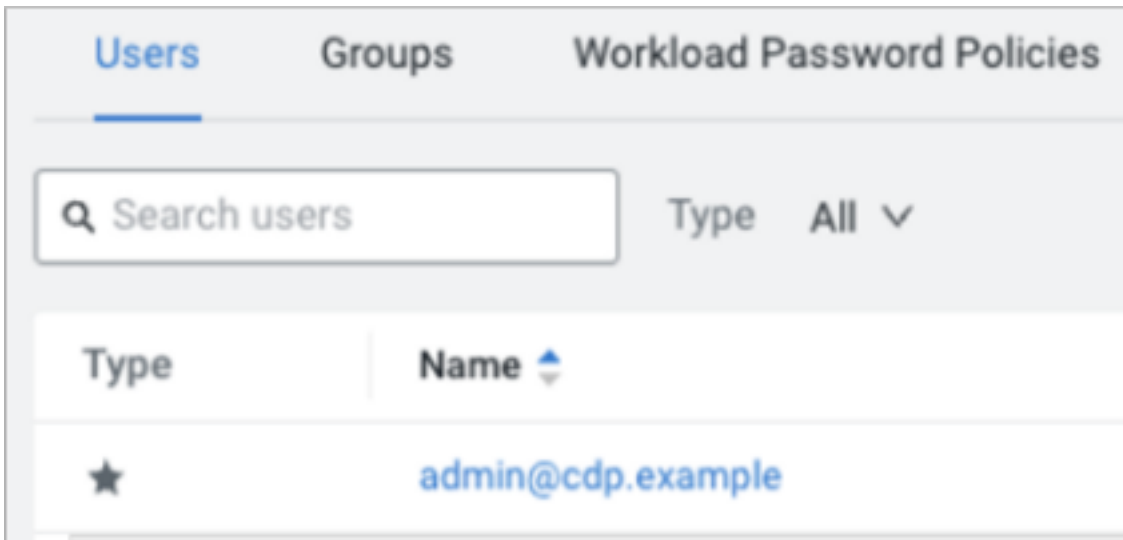 Users Groups Workload Password Policies
Search users Type All
Type Name
admin@cdp.example